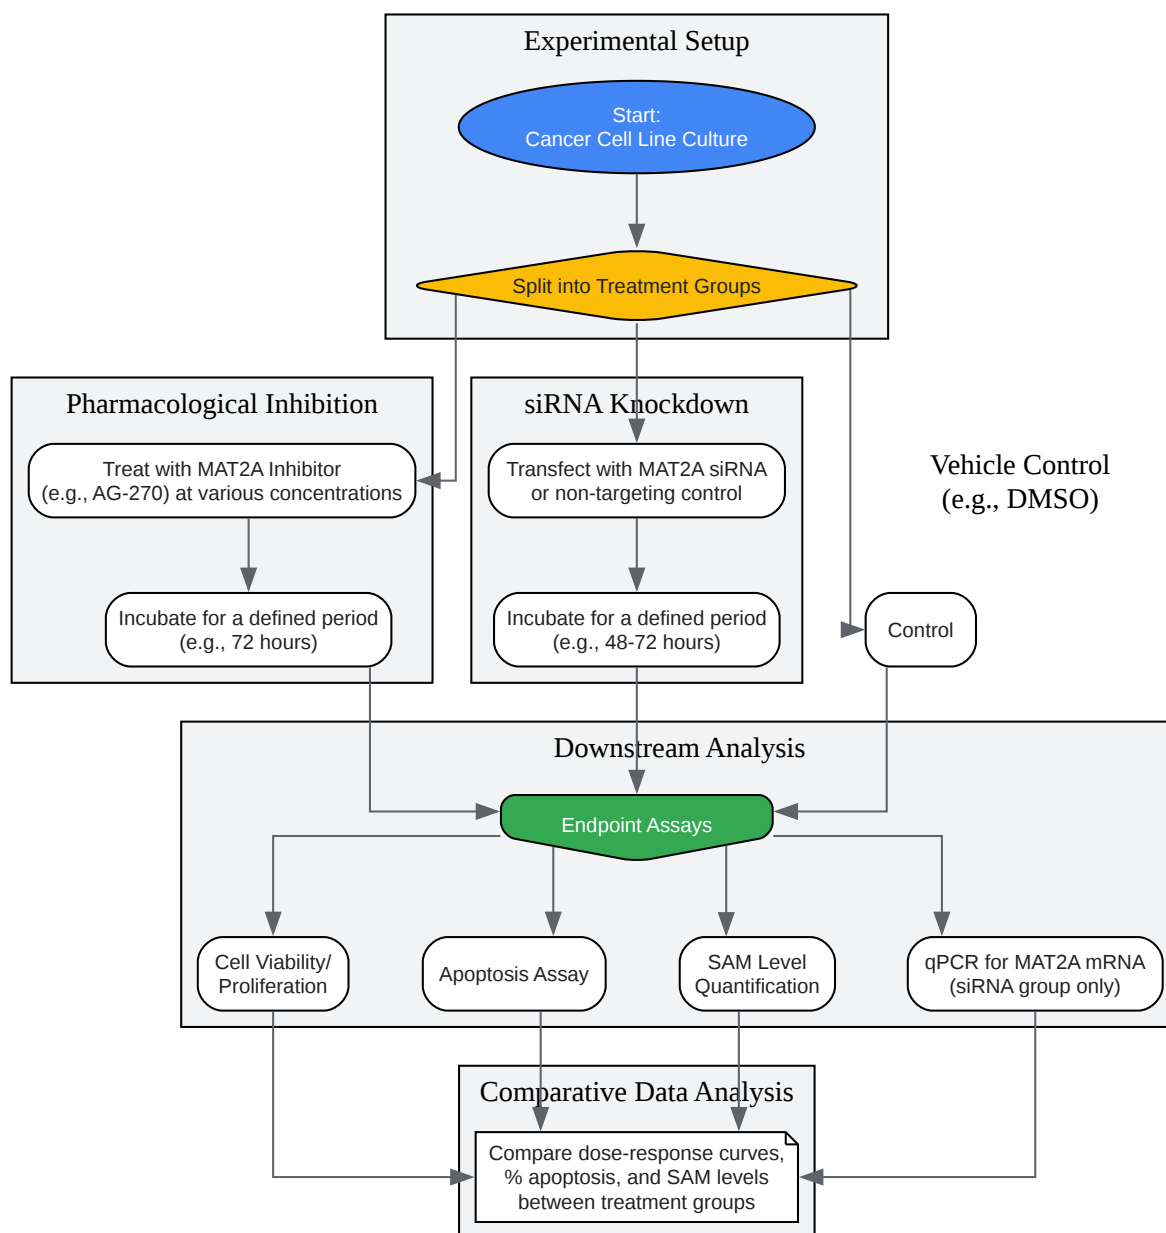 Experimental Setup
Start:
Cancer Cell Line Culture
Split into Treatment Groups
Pharmacological Inhibition
Treat with MAT2A Inhibitor
(e.g., AG-270) at various concentrations
Incubate for a defined period
(e.g., 72 hours)
siRNA Knockdown
Transfect with MAT2A siRNA
or non-targeting control
Incubate for a defined period
(e.g., 48-72 hours)
Vehicle Control
(e.g., DMSO)
Control
Downstream Analysis
Endpoint Assays
Cell Viability/
Proliferation
Apoptosis Assay
SAM Level
Quantification
qPCR for MAT2A mRNA
(siRNA group only)
Comparative Data Analysis
Compare dose-response curves,
% apoptosis, and SAM levels
between treatment groups